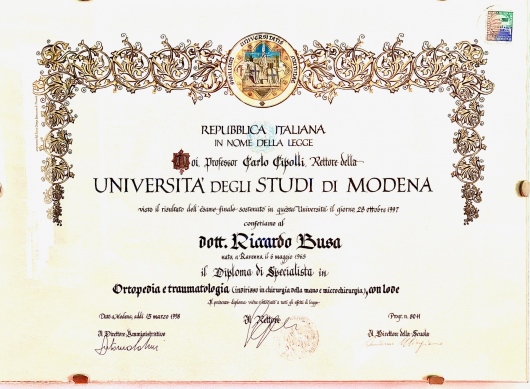 REPUBBLICA ITALIANA
IN NOME DELLA LEGGE
Noi, Professor Carlo Cipolli, Rettore della
UNIVERSITA' DEGLI STUDI DI MODENA
visto il risultato dell'esame finale sostenuto in questa Università il giorno 28 ottobre 1997
conferiamo al
dott. Riccardo Busa
nato a Ravenna, il 6 maggio 1963
il Diploma di Specialista in
Ortopedia e traumatologia (indirizzo in chirurgia della mano e microchirurgia), con lode
Il presente diploma viene rilasciato a tutti gli effetti di legge.
Dato a Modena, addì 13 marzo 1998
Progr. n. 8041
Il Direttore Amministrativo
Il Rettore
Il Direttore della Scuola